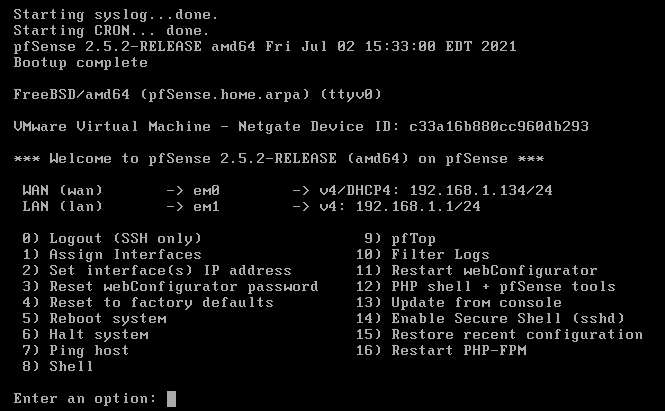 Starting syslog...done.
Starting CRON... done.
pfSense 2.5.2-RELEASE amd64 Fri Jul 02 15:33:00 EDT 2021
Bootup complete
FreeBSD/amd64 (pfSense.home.arpa) (ttyv0)
VMware Virtual Machine - Netgate Device ID: c33a16b880cc960db293
*** Welcome to pfSense 2.5.2-RELEASE (amd64) on pfSense ***
WAN (wan) -> em0 -> v4/DHCP4: 192.168.1.134/24
LAN (lan) -> em1 -> v4: 192.168.1.1/24
0) Logout (SSH only) 9) pfTop
1) Assign Interfaces 10) Filter Logs
2) Set interface(s) IP address 11) Restart webConfigurator
3) Reset webConfigurator password 12) PHP shell + pfSense tools
4) Reset to factory defaults 13) Update from console
5) Reboot system 14) Enable Secure Shell (sshd)
6) Halt system 15) Restore recent configuration
7) Ping host 16) Restart PHP-FPM
8) Shell
Enter an option: